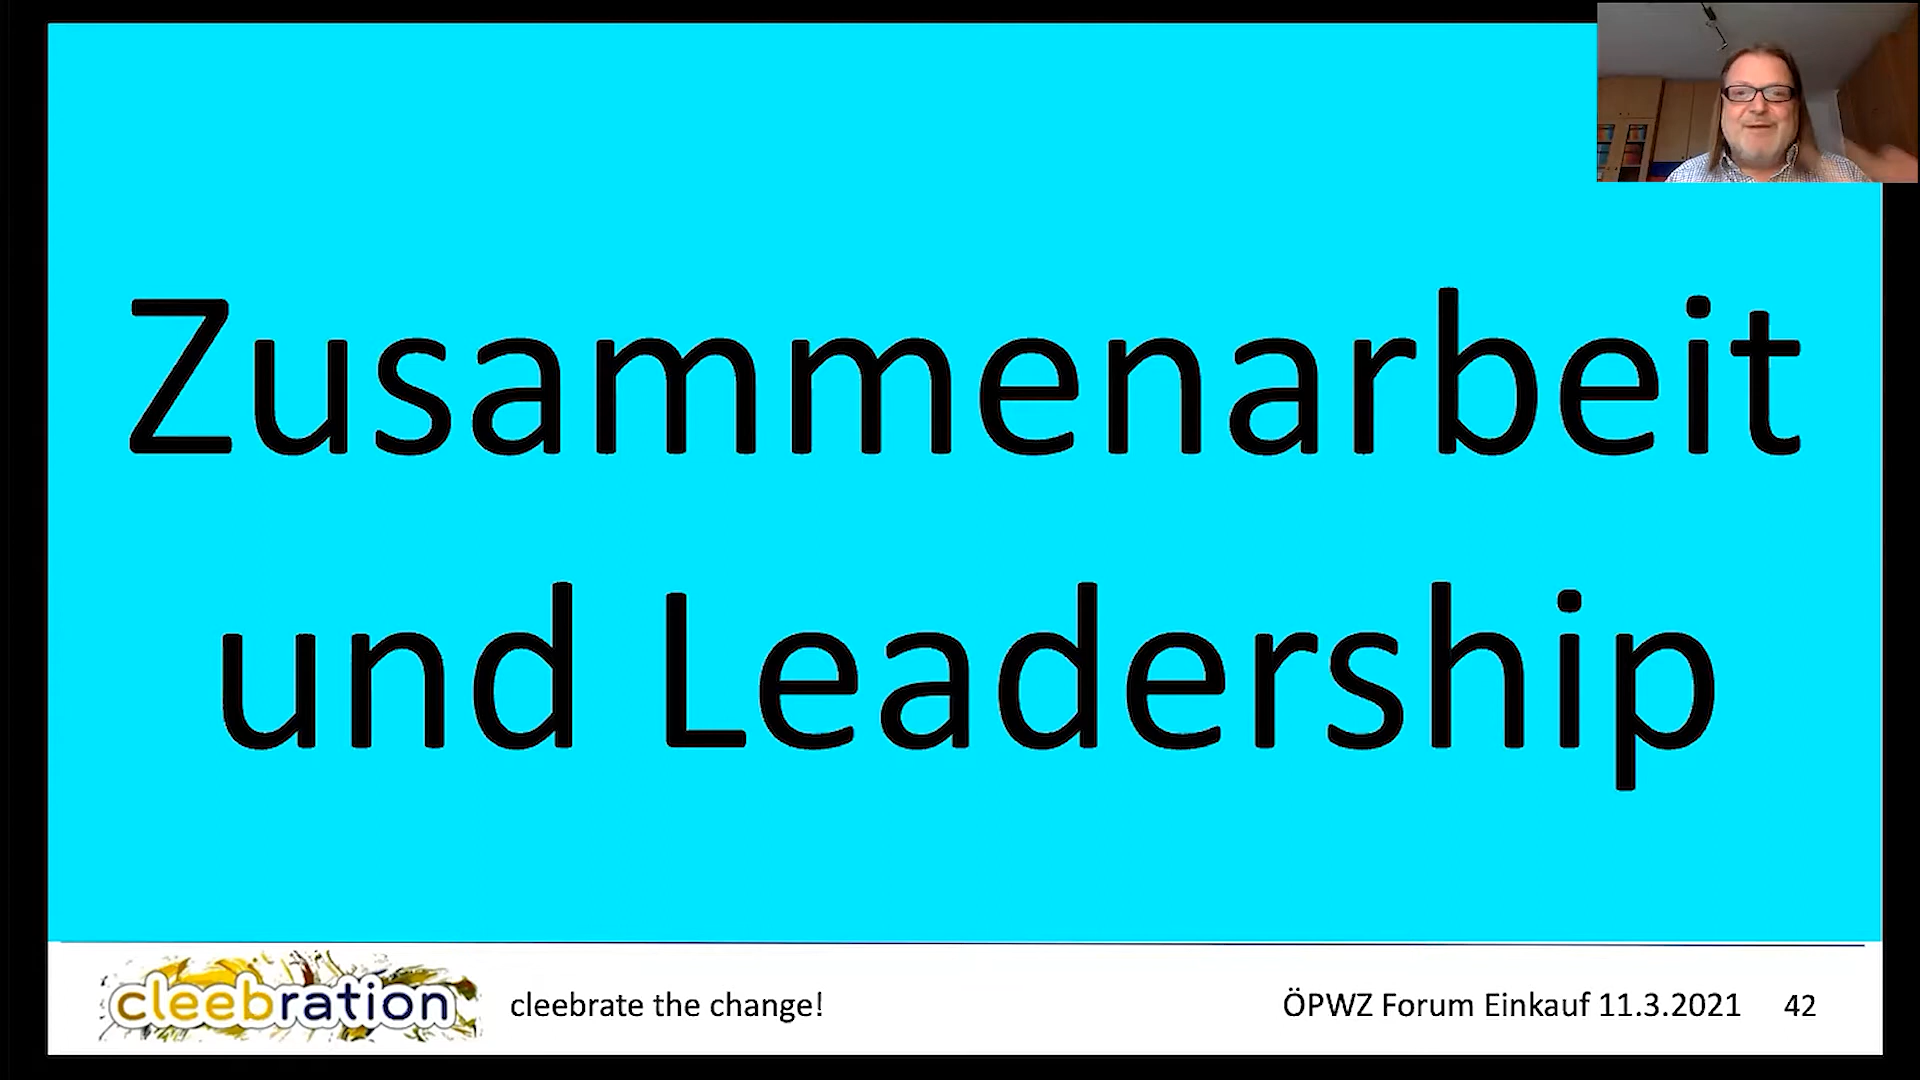 Zusammenarbeit
und Leadership
cleebration
cleebrate the change!
ÖPWZ Forum Einkauf 11.3.2021
42